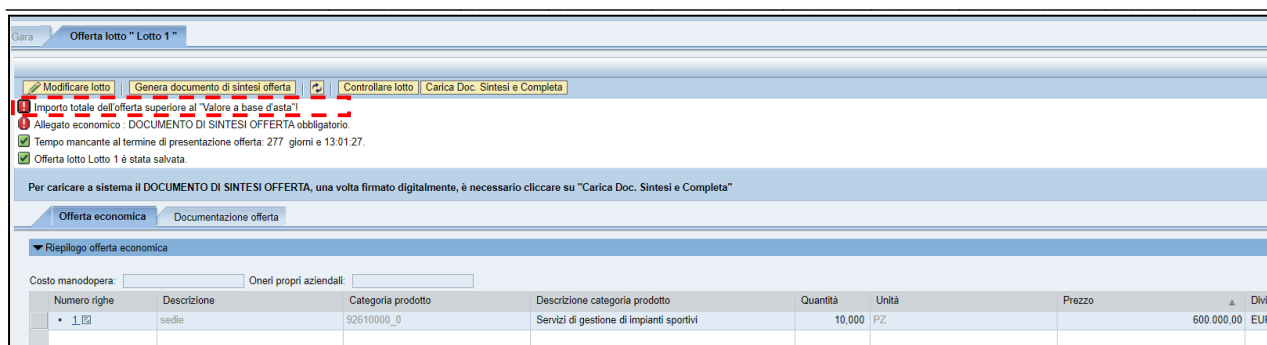 Gara Offerta lotto " Lotto 1 "
Modificare lotto Genera documento di sintesi offerta Controllare lotto Carica Doc. Sintesi e Completa
Importo totale dell'offerta superiore al "Valore a base d'asta"!
Allegato economico : DOCUMENTO DI SINTESI OFFERTA obbligatorio.
Tempo mancante al termine di presentazione offerta: 277 giorni e 13:01:27.
Offerta lotto Lotto 1 è stata salvata.
Per caricare a sistema il DOCUMENTO DI SINTESI OFFERTA, una volta firmato digitalmente, è necessario cliccare su "Carica Doc. Sintesi e Completa"
Offerta economica Documentazione offerta
Riepilogo offerta economica
Costo manodopera: Oneri propri aziendali:
Numero righe Descrizione Categoria prodotto Descrizione categoria prodotto Quantità Unità Prezzo Divi
• 1 sedie 92610000_0 Servizi di gestione di impianti sportivi 10,000 PZ 600.000,00 EUR